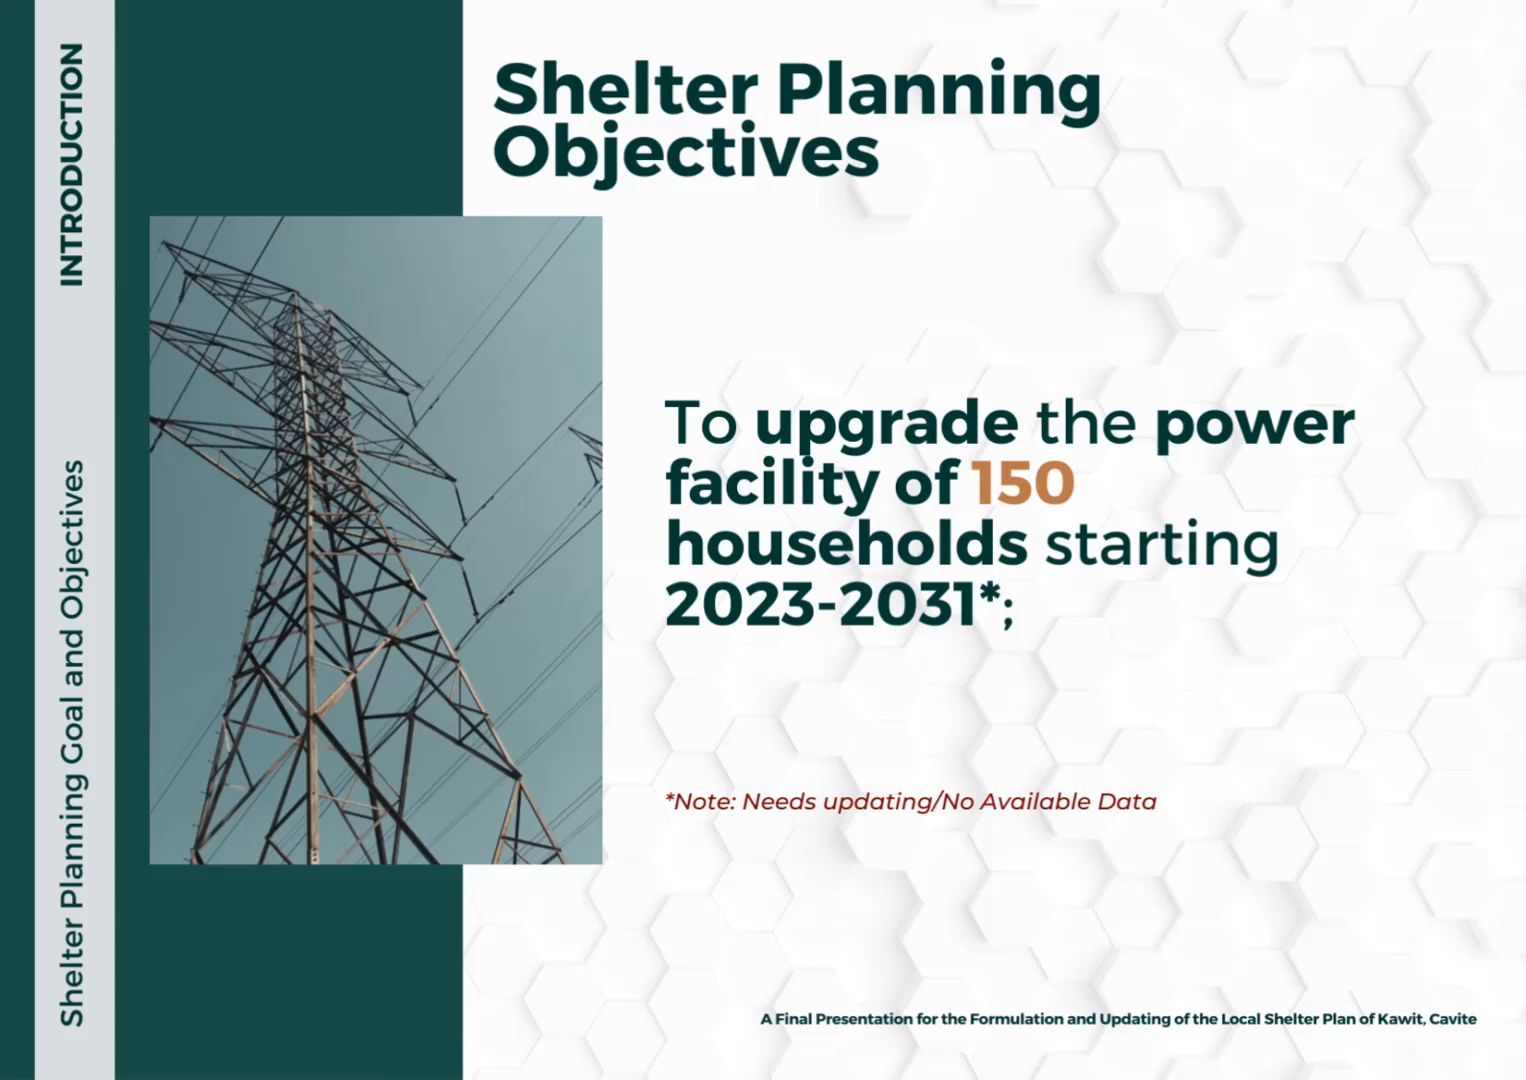 INTRODUCTION
Shelter Planning Goal and Objectives
Shelter Planning
Objectives
To upgrade the power
facility of 150
households starting
2023-2031*;
*Note: Needs updating/No Available Data
A Final Presentation for the Formulation and Updating of the Local Shelter Plan of Kawit, Cavite